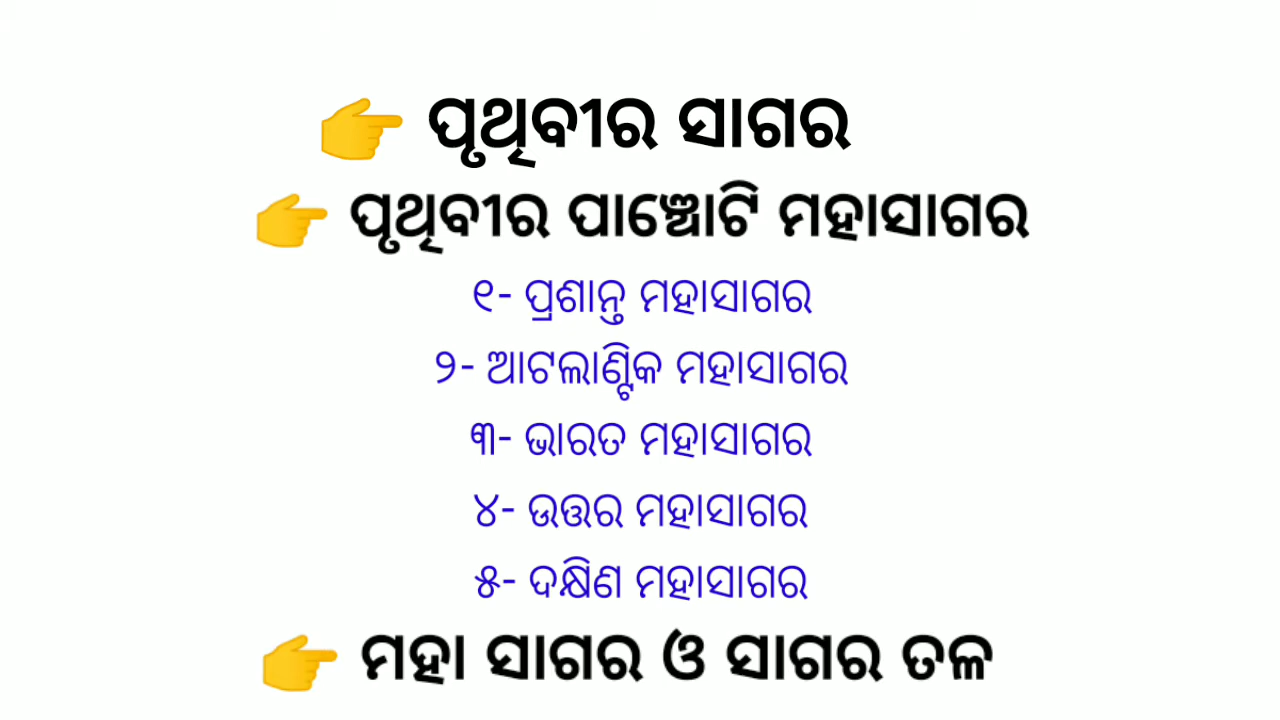 👉 ପୃଥିବୀର ସାଗର
👉 ପୃଥିବୀର ପାଞ୍ଚୋଟି ମହାସାଗର
୧- ପ୍ରଶାନ୍ତ ମହାସାଗର
୨- ଆଟଲାଣ୍ଟିକ ମହାସାଗର
୩- ଭାରତ ମହାସାଗର
୪- ଉତ୍ତର ମହାସାଗର
୫- ଦକ୍ଷିଣ ମହାସାଗର
👉 ମହା ସାଗର ଓ ସାଗର ତଳ